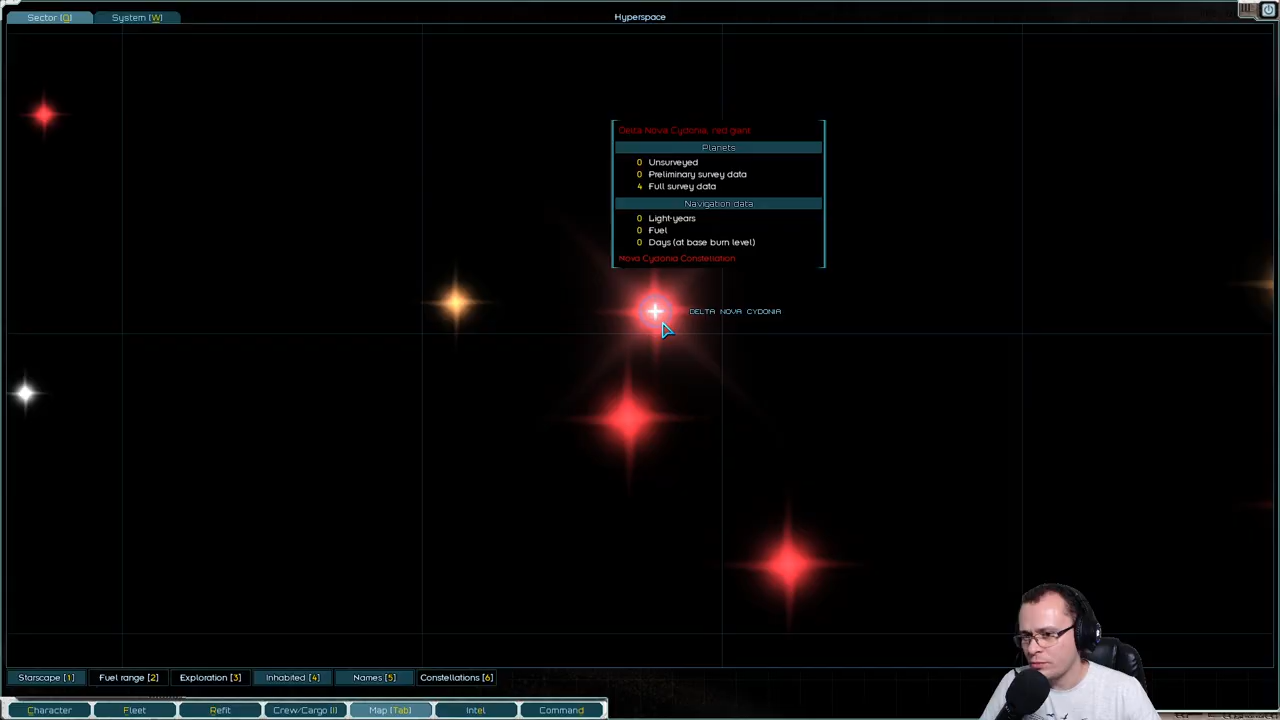 Sector [Q]
System [W]
Hyperspace
Delta Nova Cydonia, red giant
Planets
0 Unsurveyed
0 Preliminary survey data
4 Full survey data
Navigation data
0 Light-years
0 Fuel
0 Days (at base burn level)
Nova Cydonia Constellation
DELTA NOVA CYDONIA
Starscape [1]
Fuel range [2]
Exploration [3]
Inhabited [4]
Names [5]
Constellations [6]
Character
Fleet
Refit
Crew/Cargo [I]
Map [Tab]
Intel
Command